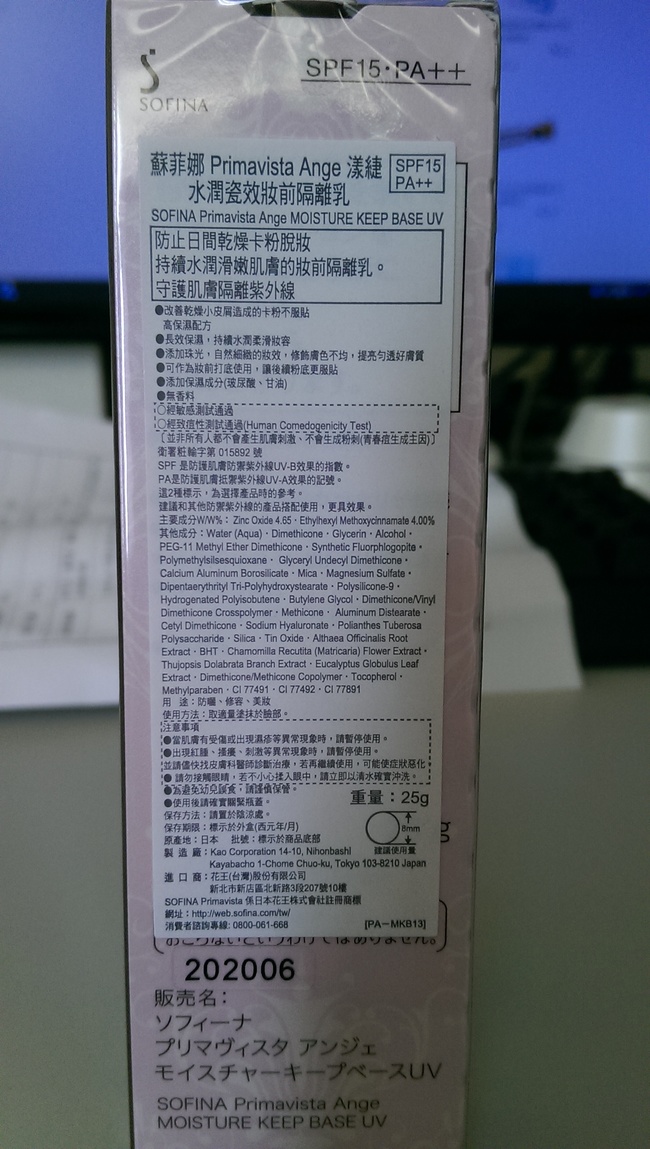 SOFINA
SPF15·PA++
蘇菲娜 Primavista Ange 漾緁
SPF15
PA++
水潤瓷效妝前隔離乳
SOFINA Primavista Ange MOISTURE KEEP BASE UV
防止日間乾燥卡粉脫妝
持續水潤滑嫩肌膚的妝前隔離乳。
守護肌膚隔離紫外線
●改善乾燥小皮屑造成的卡粉不服貼
高保濕配方
●長效保濕，持續水潤柔滑妝容
●添加珠光，自然細緻的妝效，修飾膚色不均，提亮勻透好膚質
●可作為妝前打底使用，讓後續粉底更服貼
●添加保濕成分(玻尿酸、甘油)
●無香料
○經敏感測試通過
○經致痘性測試通過(Human Comedogenicity Test)
〔並非所有人都不會產生肌膚刺激、不會生成粉刺(青春痘生成主因)〕
衛署粧輸字第 015892 號
SPF 是防護肌膚防禦紫外線UV-B效果的指數。
PA是防護肌膚抵禦紫外線UV-A效果的記號。
這2種標示，為選擇產品時的參考。
建議和其他防禦紫外線的產品搭配使用，更具效果。
主要成分W/W%：Zinc Oxide 4.65·Ethylhexyl Methoxycinnamate 4.00%
其他成分：Water (Aqua)·Dimethicone·Glycerin·Alcohol·
PEG-11 Methyl Ether Dimethicone·Synthetic Fluorphlogopite·
Polymethylsilsesquioxane·Glyceryl Undecyl Dimethicone·
Calcium Aluminum Borosilicate·Mica·Magnesium Sulfate·
Dipentaerythrityl Tri-Polyhydroxystearate·Polysilicone-9·
Hydrogenated Polyisobutene·Butylene Glycol·Dimethicone/Vinyl
Dimethicone Crosspolymer·Methicone·Aluminum Distearate·
Cetyl Dimethicone·Sodium Hyaluronate·Polianthes Tuberosa
Polysaccharide·Silica·Tin Oxide·Althaea Officinalis Root
Extract·BHT·Chamomilla Recutita (Matricaria) Flower Extract·
Thujopsis Dolabrata Branch Extract·Eucalyptus Globulus Leaf
Extract·Dimethicone/Methicone Copolymer·Tocopherol·
Methylparaben·CI 77491·CI 77492·CI 77891
用 途：防曬、修容、美妝
使用方法：取適量塗抹於臉部。
注意事項
●當肌膚有受傷或出現濕疹等異常現象時，請暫停使用。
●出現紅腫、搔癢、刺激等異常現象時，請暫停使用。
並請儘快找皮膚科醫師診斷治療，若再繼續使用，可能使症狀惡化
●請勿接觸眼睛，若不小心揉入眼中，請立即以清水確實沖洗。
●為避免幼兒誤食，請謹慎保管。
●使用後請確實關緊瓶蓋。
重量：25g
保存方法：請置於陰涼處。
保存期限：標示於外盒(西元年/月)
8mm
原產地：日本 批號：標示於商品底部
建議使用量
製 造 廠：Kao Corporation 14-10, Nihonbashi
Kayabacho 1-Chome Chuo-ku, Tokyo 103-8210 Japan
進 口 商：花王(台灣)股份有限公司
新北市新店區北新路3段207號10樓
SOFINA Primavista 係日本花王株式會社註冊商標
網址：http://web.sofina.com/tw/
消費者諮詢專線: 0800-061-668
[PA-MKB13]
おこらないというわけではありません。
202006
販売名：
ソフィーナ
プリマヴィスタ アンジェ
モイスチャーキープベースUV
SOFINA Primavista Ange
MOISTURE KEEP BASE UV